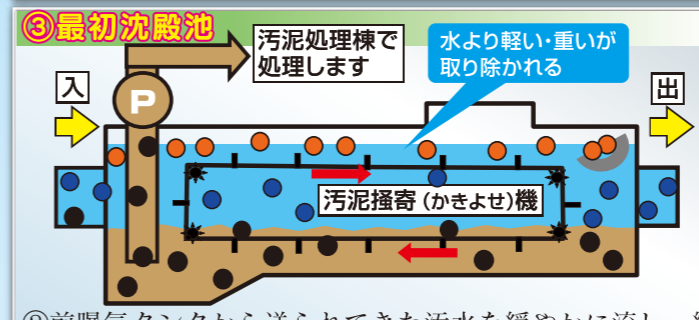 ③最初沈殿池
汚泥処理棟で
処理します
水より軽い・重いが
取り除かれる
入
P
出
汚泥掻寄(かきよせ)機